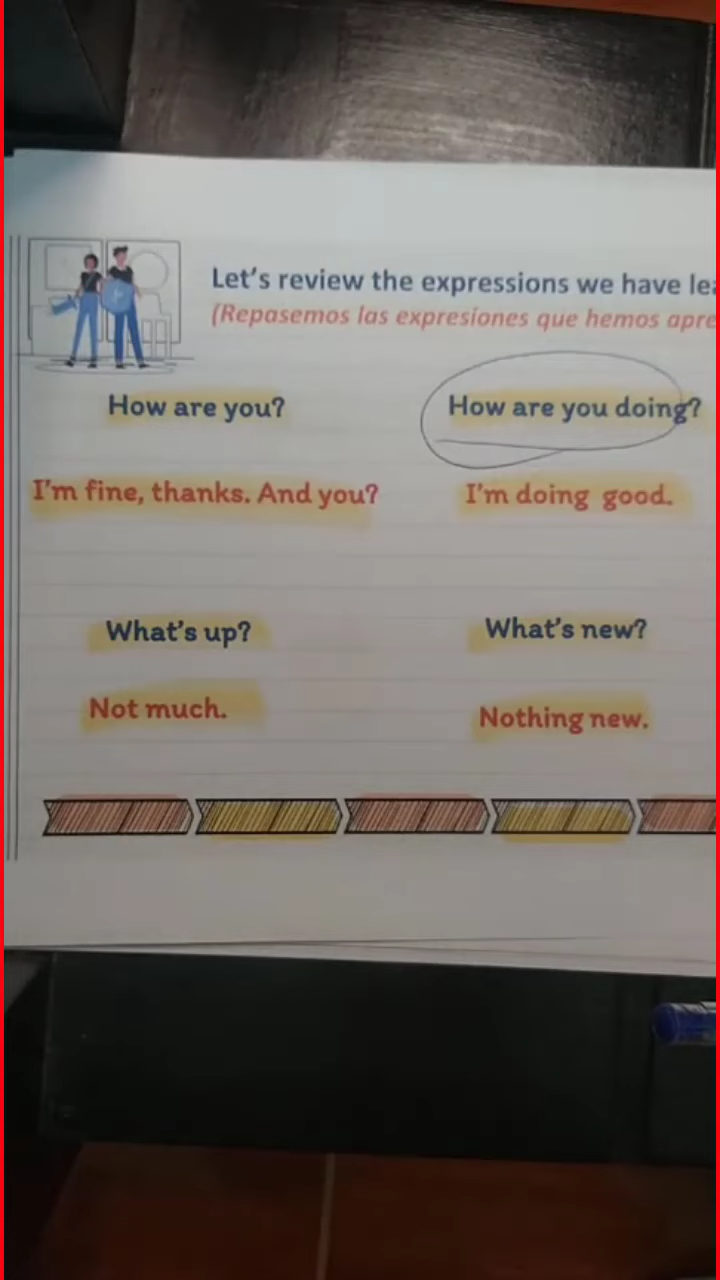 Let's review the expressions we have
(Repasemos las expresiones que hemos
How are you?
How are you doing?
I'm fine, thanks. And you?
I'm doing good.
What's up?
What's new?
Not much.
Nothing new.